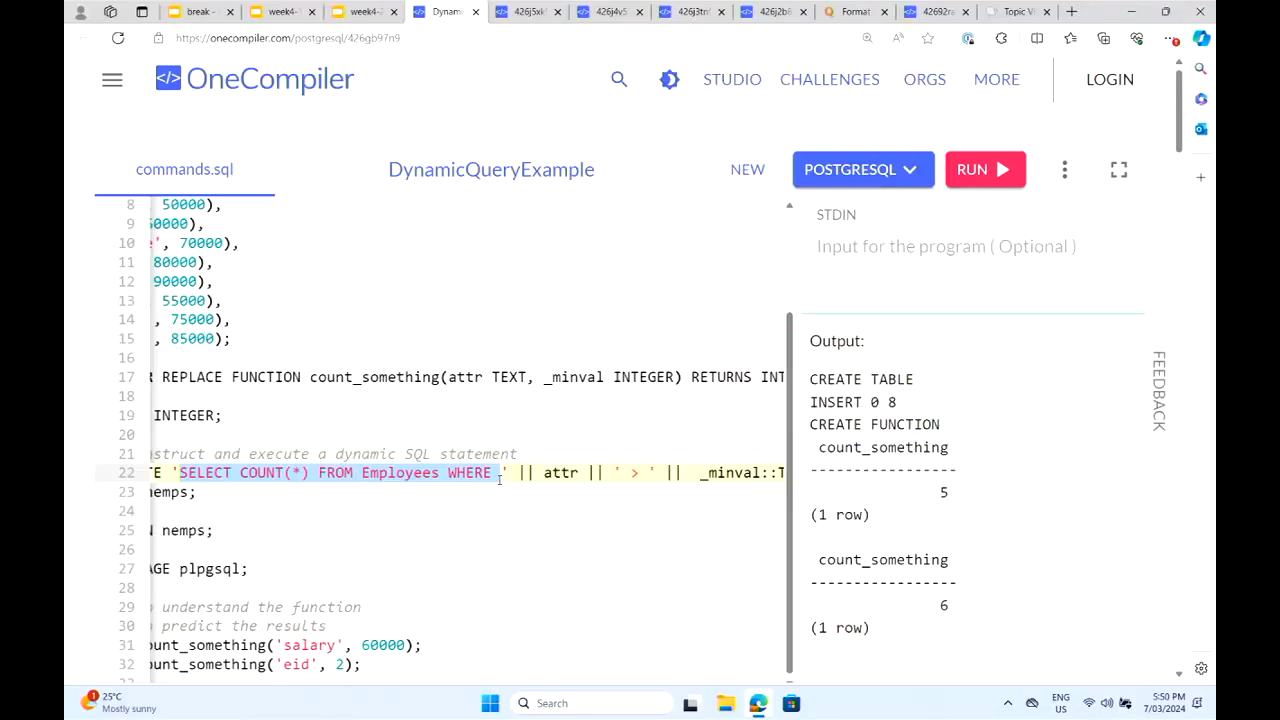 break -
week4-1
week4-2
Dynam
426j5xk
426j4v5
426j3tn
426j2b8
Format
42692ra
Topic Vi
https://onecompiler.com/postgresql/426gb97n9
OneCompiler
STUDIO
CHALLENGES
ORGS
MORE
LOGIN
commands.sql
DynamicQueryExample
NEW
POSTGRESQL
RUN
8 50000),
9 60000),
10 e', 70000),
11 80000),
12 90000),
13 , 55000),
14 , 75000),
15 , 85000);
16
17 R REPLACE FUNCTION count_something(attr TEXT, _minval INTEGER) RETURNS INT
18
19 INTEGER;
20
21 nstruct and execute a dynamic SQL statement
22 TE 'SELECT COUNT(*) FROM Employees WHERE ' || attr || ' > ' || _minval::T
23 nemps;
24
25 N nemps;
26
27 AGE plpgsql;
28
29 o understand the function
30 o predict the results
31 ount_something('salary', 60000);
32 ount_something('eid', 2);
STDIN
Input for the program ( Optional )
Output:
CREATE TABLE
INSERT 0 8
CREATE FUNCTION
count_something
-----------------
5
(1 row)
count_something
-----------------
6
(1 row)
FEEDBACK
1
25°C
Mostly sunny
Search
ENG
US
5:50 PM
7/03/2024